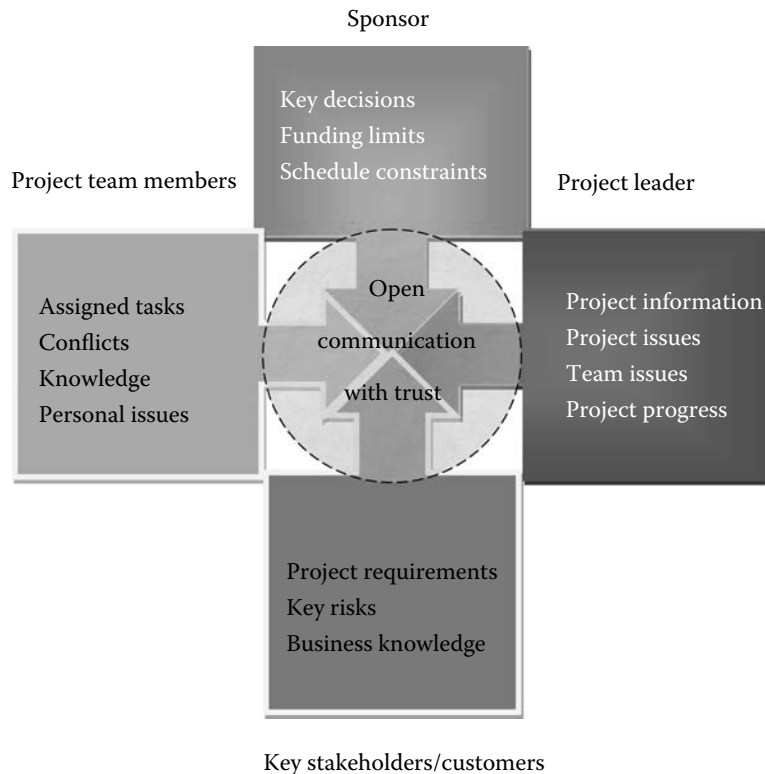 Sponsor
Key decisions
Funding limits
Schedule constraints
Project team members
Project leader
Assigned tasks
Conflicts
Knowledge
Personal issues
Open
communication
with trust
Project information
Project issues
Team issues
Project progress
Project requirements
Key risks
Business knowledge
Key stakeholders/customers